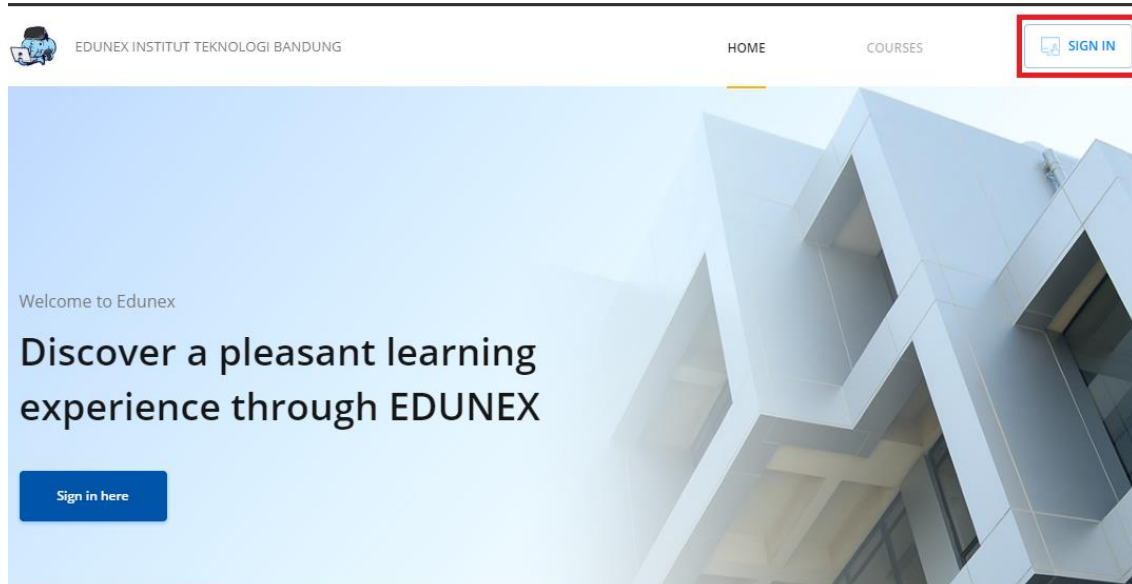 EDUNEX INSTITUT TEKNOLOGI BANDUNG
HOME
COURSES
SIGN IN
Welcome to Edunex
Discover a pleasant learning
experience through EDUNEX
Sign in here